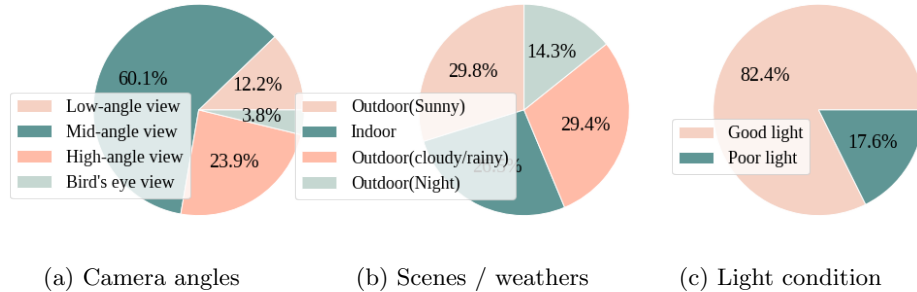 60.1%
12.2%
3.8%
23.9%
Low-angle view
Mid-angle view
High-angle view
Bird's eye view
(a) Camera angles
29.8%
14.3%
29.4%
Outdoor(Sunny)
Indoor
Outdoor(cloudy/rainy)
Outdoor(Night)
(b) Scenes / weathers
82.4%
17.6%
Good light
Poor light
(c) Light condition